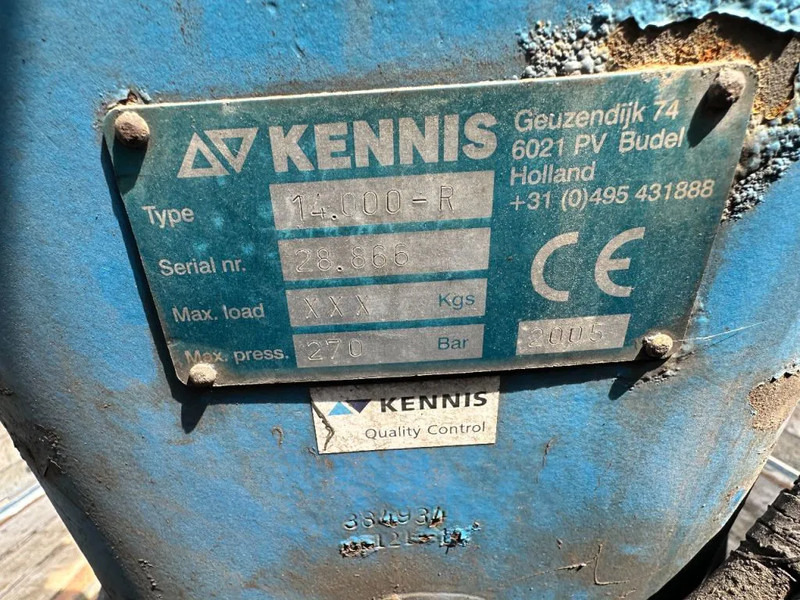 KENNIS
Geuzendijk 74
6021 PV Budel
Holland
+31 (0)495 431888
Type 14.000-R
Serial nr. 28.866
Max. load XXX Kgs
Max. press. 270 Bar
CE
2005
KENNIS
Quality Control
384934